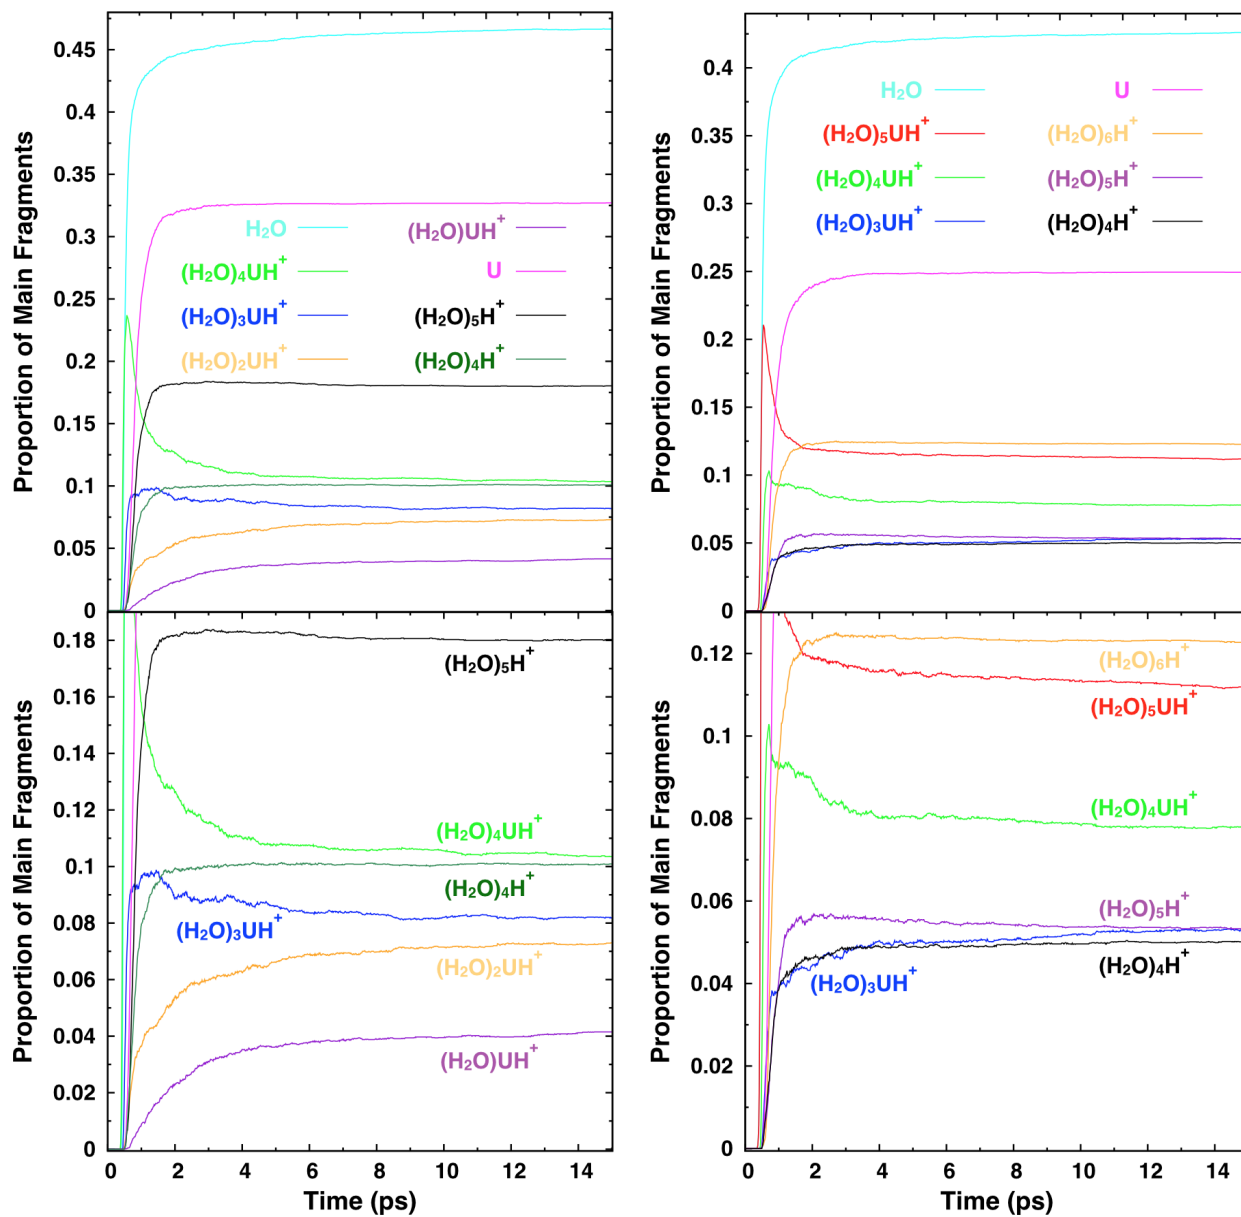 Proportion of Main Fragments
0.45
0.4
0.35
0.3
0.25
0.2
0.15
0.1
0.05
0
H₂O
(H₂O)₄UH⁺
(H₂O)₃UH⁺
(H₂O)₂UH⁺
(H₂O)UH⁺
U
(H₂O)₅H⁺
(H₂O)₄H⁺
Proportion of Main Fragments
0.4
0.35
0.3
0.25
0.2
0.15
0.1
0.05
0
H₂O
(H₂O)₅UH⁺
(H₂O)₄UH⁺
(H₂O)₃UH⁺
U
(H₂O)₆H⁺
(H₂O)₅H⁺
(H₂O)₄H⁺
Proportion of Main Fragments
0.18
0.16
0.14
0.12
0.1
0.08
0.06
0.04
0.02
0
(H₂O)₅H⁺
(H₂O)₄UH⁺
(H₂O)₄H⁺
(H₂O)₃UH⁺
(H₂O)₂UH⁺
(H₂O)UH⁺
0 2 4 6 8 10 12 14
Time (ps)
Proportion of Main Fragments
0.12
0.1
0.08
0.06
0.04
0.02
0
(H₂O)₆H⁺
(H₂O)₅UH⁺
(H₂O)₄UH⁺
(H₂O)₅H⁺
(H₂O)₄H⁺
(H₂O)₃UH⁺
0 2 4 6 8 10 12 14
Time (ps)